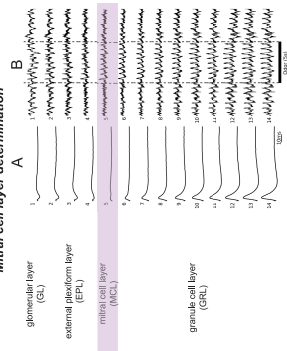 Mitral cell layer determination
A
B
glomerular layer
(GL)
external plexiform layer
(EPL)
mitral cell layer
(MCL)
granule cell layer
(GRL)
1
2
3
4
5
6
7
8
9
10
11
12
13
14
1
2
3
4
5
6
7
8
9
10
11
12
13
14
10ms
Odor (5s)